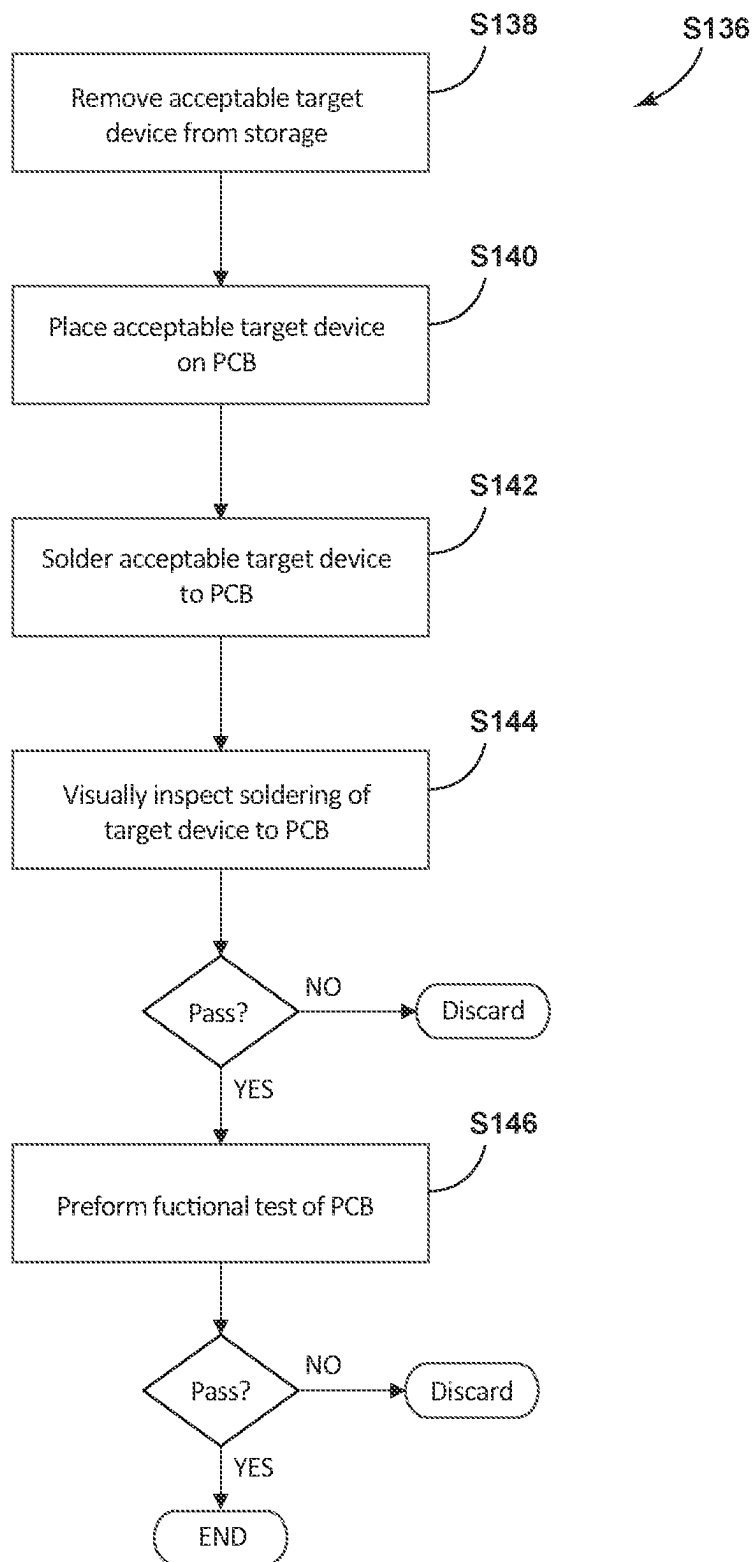 S138
S136
Remove acceptable target
device from storage
S140
Place acceptable target device
on PCB
S142
Solder acceptable target device
to PCB
S144
Visually inspect soldering of
target device to PCB
Pass?
NO
Discard
YES
S146
Preform fuctional test of PCB
Pass?
NO
Discard
YES
END